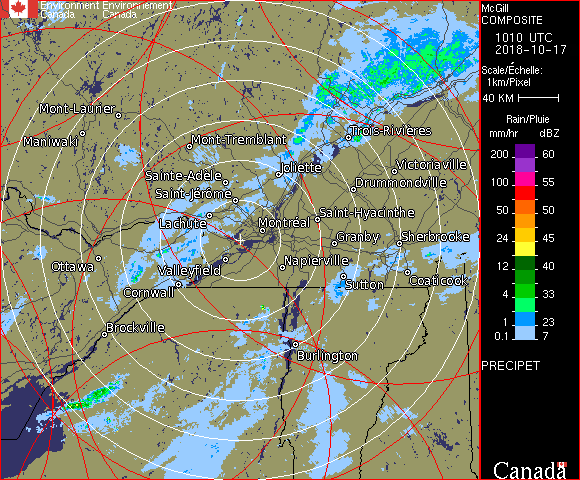 Environment Environnement
Canada Canada
Mont-Laurier
Maniwaki
Mont-Tremblant
Trois-Rivières
Sainte-Adèle
Joliette
Victoriaville
Saint-Jérôme
Drummondville
Lachute
Montréal
Saint-Hyacinthe
Granby
Sherbrooke
Ottawa
Valleyfield
Napierville
Cornwall
Sutton
Coaticook
Brockville
Burlington
McGill
COMPOSITE
1010 UTC
2018-10-17
Scale/Échelle:
1km/Pixel
40 KM
Rain/Pluie
mm/hr dBZ
200 60
100 55
50 50
24 45
12 40
4 33
1 23
0.1 7
PRECIPET
Canada